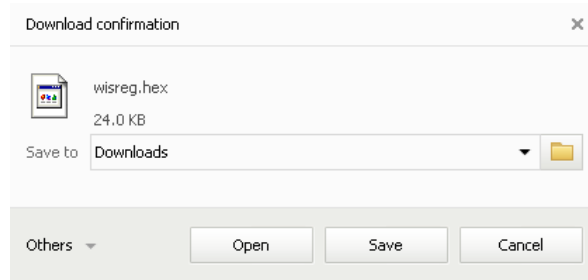 Download confirmation
wisreg.hex
24.0 KB
Save to Downloads
Others Open Save Cancel